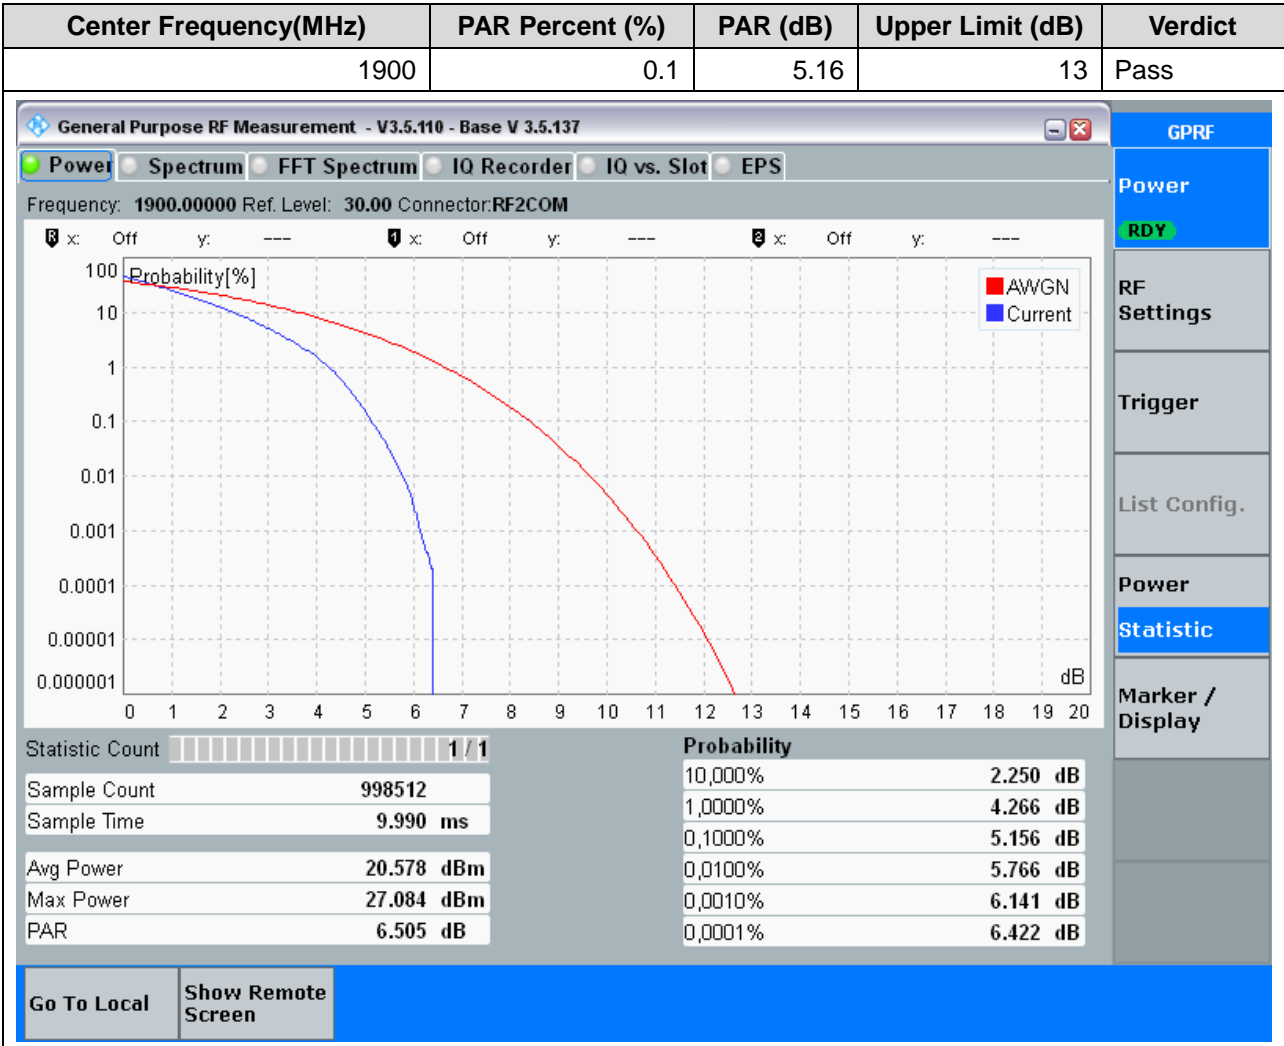 Center Frequency(MHz) PAR Percent (%) PAR (dB) Upper Limit (dB) Verdict
1900 0.1 5.16 13 Pass
General Purpose RF Measurement - V3.5.110 - Base V 3.5.137
GPRF
Power Spectrum FFT Spectrum IQ Recorder IQ vs. Slot EPS
Power
RDY
Frequency: 1900.00000 Ref. Level: 30.00 Connector:RF2COM
R x: Off y: --- 1 x: Off y: --- 2 x: Off y: ---
100 Probability[%]
AWGN
Current
10
1
0.1
0.01
0.001
0.0001
0.00001
0.000001
dB
0 1 2 3 4 5 6 7 8 9 10 11 12 13 14 15 16 17 18 19 20
RF
Settings
Trigger
List Config.
Power
Statistic
Marker /
Display
Statistic Count 1 / 1
Sample Count 998512
Sample Time 9.990 ms
Avg Power 20.578 dBm
Max Power 27.084 dBm
PAR 6.505 dB
Probability
10,000% 2.250 dB
1,0000% 4.266 dB
0,1000% 5.156 dB
0,0100% 5.766 dB
0,0010% 6.141 dB
0,0001% 6.422 dB
Go To Local
Show Remote
Screen